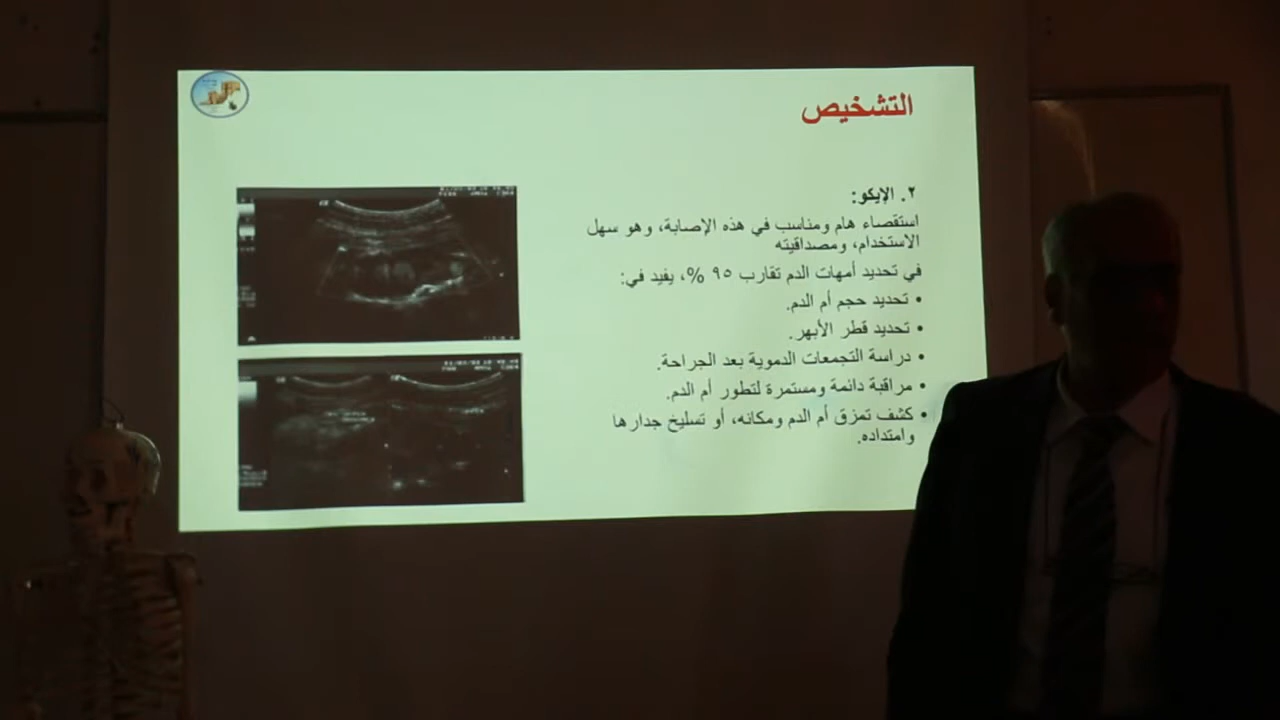 التشخيص
٢. الإيكو:
استقصاء هام ومناسب في هذه الإصابة، وهو سهل
الاستخدام، ومصداقيته
في تحديد أمهات الدم تقارب ٩٥ %، يفيد في:
• تحديد حجم أم الدم.
• تحديد قطر الأبهر.
• دراسة التجمعات الدموية بعد الجراحة.
• مراقبة دائمة ومستمرة لتطور أم الدم.
• كشف تمزق أم الدم ومكانه، أو تسليخ جدارها
وامتداده.